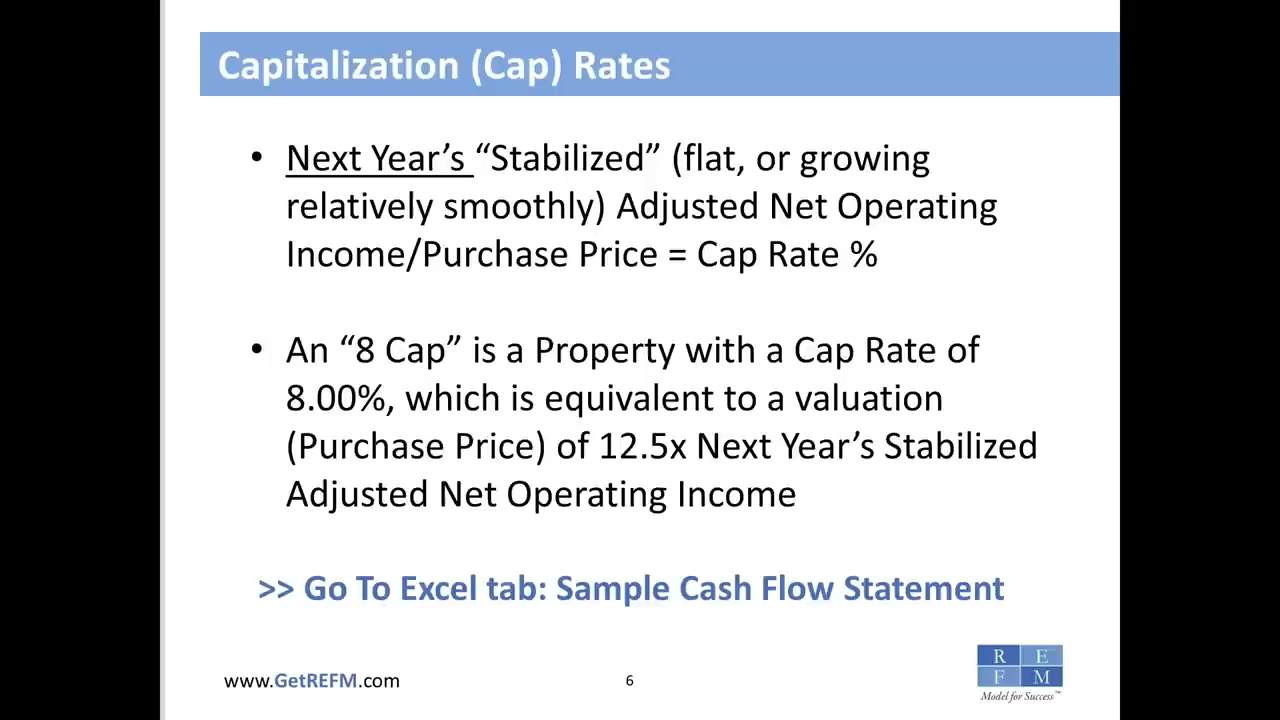 Capitalization (Cap) Rates
• Next Year’s “Stabilized” (flat, or growing
relatively smoothly) Adjusted Net Operating
Income/Purchase Price = Cap Rate %
• An “8 Cap” is a Property with a Cap Rate of
8.00%, which is equivalent to a valuation
(Purchase Price) of 12.5x Next Year’s Stabilized
Adjusted Net Operating Income
>> Go To Excel tab: Sample Cash Flow Statement
www.GetREFM.com
6
R E
F M
Model for Success™